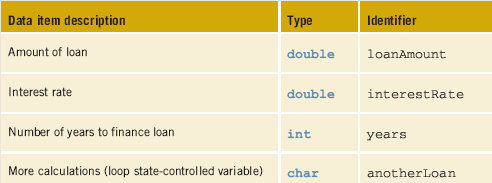 Data item description Type Identifier
Amount of loan double loanAmount
Interest rate double interestRate
Number of years to finance loan int years
More calculations (loop state-controlled variable) char anotherLoan